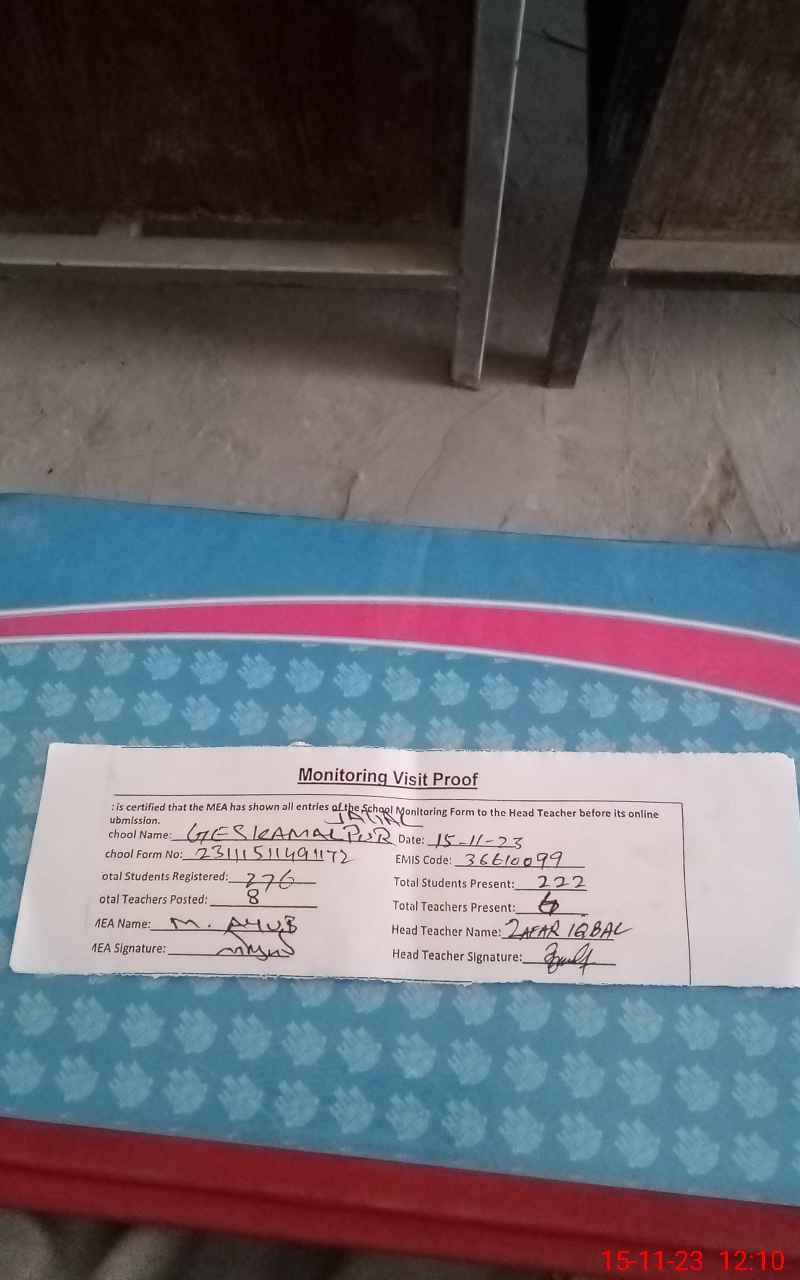 Monitoring Visit Proof
: is certified that the MEA has shown all entries of the School Monitoring Form to the Head Teacher before its online
ubmission.
chool Name: GES KAMAL PUR Date: 15-11-23
chool Form No: EMIS Code: 36610099
otal Students Registered: 276 Total Students Present: 222
otal Teachers Posted: 8 Total Teachers Present: 6
MEA Name: M. AYUB Head Teacher Name: ZAFAR IQBAL
MEA Signature: Head Teacher Signature:
15-11-23 12:10